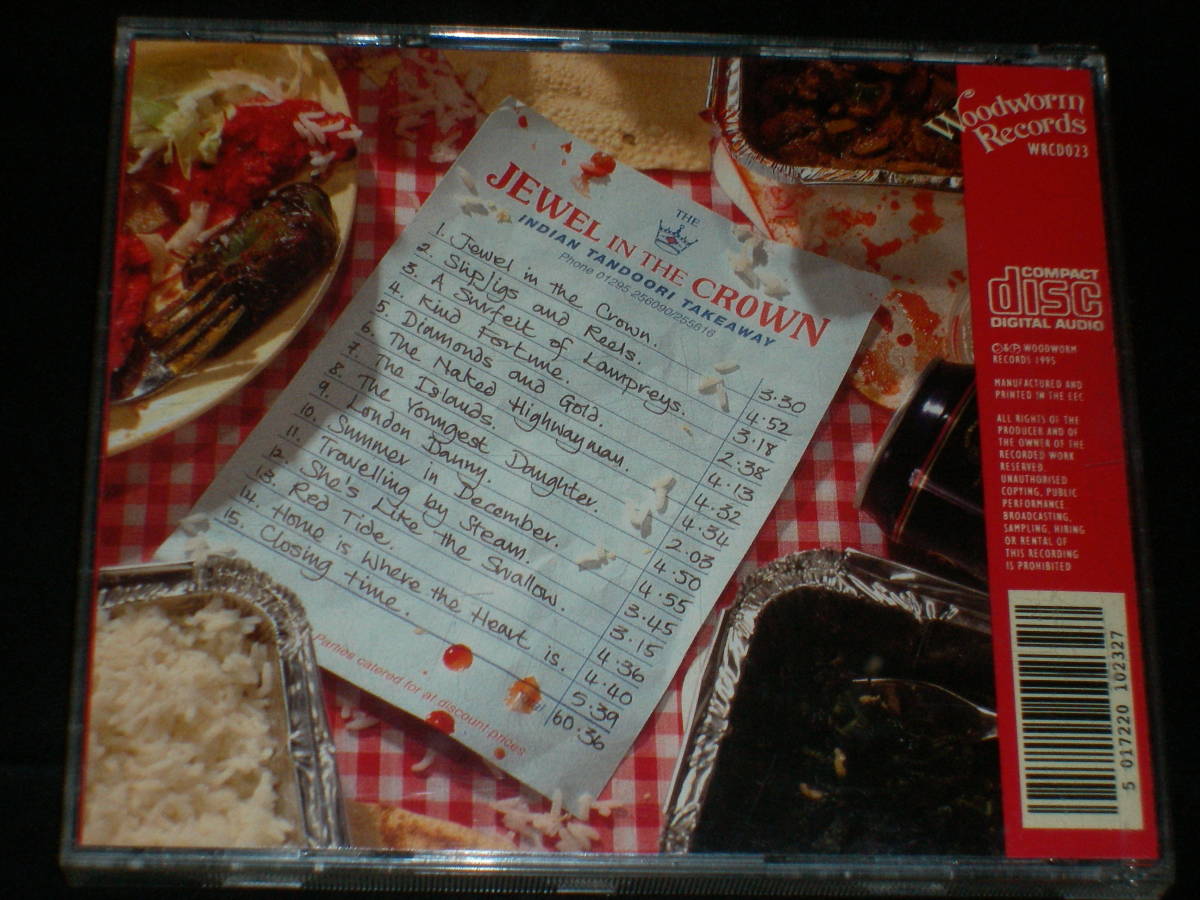 THE
JEWEL IN THE CROWN
INDIAN TANDOORI TAKEAWAY
Phone 01295 256090/255616
1. Jewel in the Crown. 3.30
2. Slipjigs and Reels. 4.52
3. A Surfeit of Lampreys. 3.18
4. Kind Fortune. 2.38
5. Diamonds and Gold. 4.13
6. The Naked Highwayman. 4.32
7. The Islands. 4.34
8. The Youngest Daughter. 2.03
9. London Danny. 4.50
10. Summer in December. 4.55
11. Travelling by Steam. 3.45
12. She's Like the Swallow. 3.15
13. Red Tide. 4.36
14. Home is Where the Heart is. 4.40
15. Closing time. 5.39
60.36
Parties catered for at discount prices
Woodworm
Records
WRCD023
COMPACT
disc
DIGITAL AUDIO
©&℗ WOODWORM
RECORDS 1995
MANUFACTURED AND
PRINTED IN THE EEC
ALL RIGHTS OF THE
PRODUCER AND OF
THE OWNER OF THE
RECORDED WORK
RESERVED.
UNAUTHORISED
COPYING, PUBLIC
PERFORMANCE
BROADCASTING,
SAMPLING, HIRING
OR RENTAL OF
THIS RECORDING
IS PROHIBITED
5 017220 102327